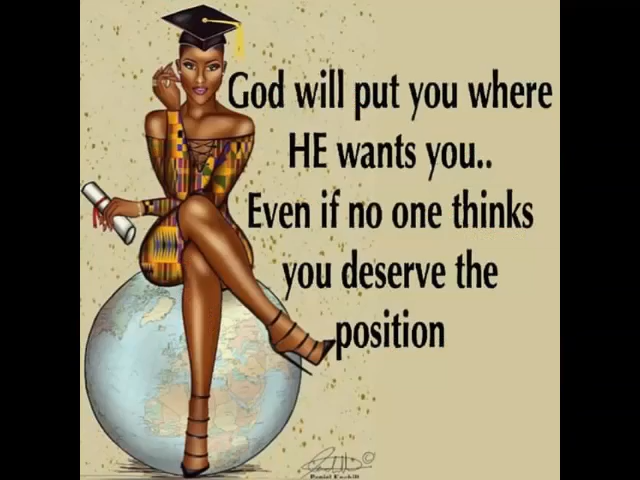 God will put you where
HE wants you..
Even if no one thinks
you deserve the
position
©